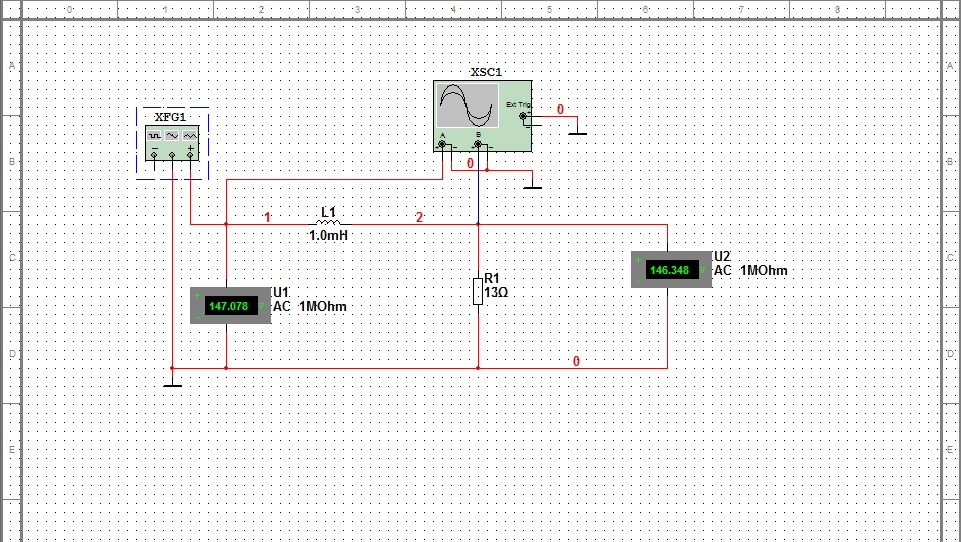 0 1 2 3 4 5 6 7 8
A A
XSC1
Ext Trig
0
XFG1
A B
B B
0
1 L1 2
1.0mH
C C
U2
146.348 V AC 1MOhm
R1
13Ω
U1
147.078 V AC 1MOhm
D D
0
E E